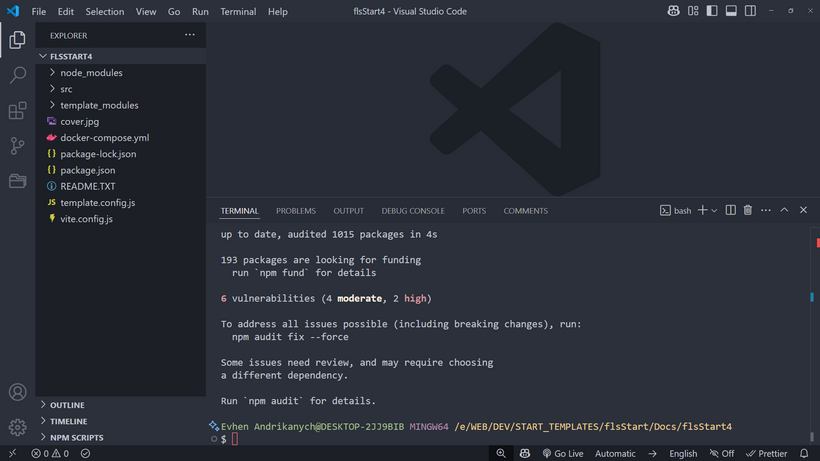 File Edit Selection View Go Run Terminal Help
flsStart4 - Visual Studio Code
EXPLORER
FLSSTART4
node_modules
src
template_modules
cover.jpg
docker-compose.yml
package-lock.json
package.json
README.TXT
JS template.config.js
vite.config.js
OUTLINE
TIMELINE
NPM SCRIPTS
TERMINAL PROBLEMS OUTPUT DEBUG CONSOLE PORTS COMMENTS
bash
up to date, audited 1015 packages in 4s
193 packages are looking for funding
run `npm fund` for details
6 vulnerabilities (4 moderate, 2 high)
To address all issues possible (including breaking changes), run:
npm audit fix --force
Some issues need review, and may require choosing
a different dependency.
Run `npm audit` for details.
Evhen Andrikanych@DESKTOP-2JJ9BIB MINGW64 /e/WEB/DEV/START_TEMPLATES/flsStart/Docs/flsStart4
$
0 0 Go Live Automatic English Off Prettier